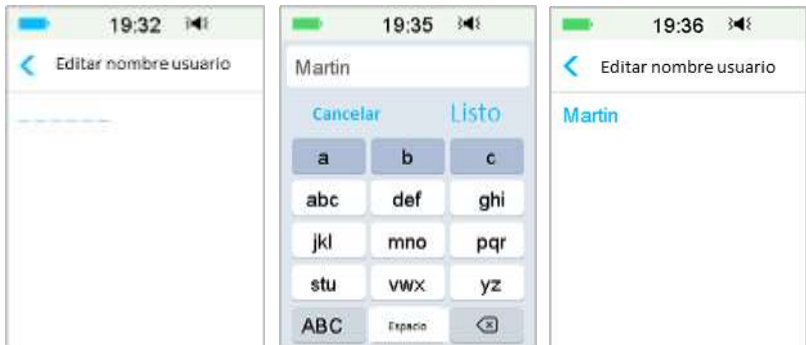 19:32
Editar nombre usuario
19:35
Martin
Cancelar Listo
a b c
abc def ghi
jkl mno pqr
stu vwx yz
ABC Espacio
19:36
Editar nombre usuario
Martin